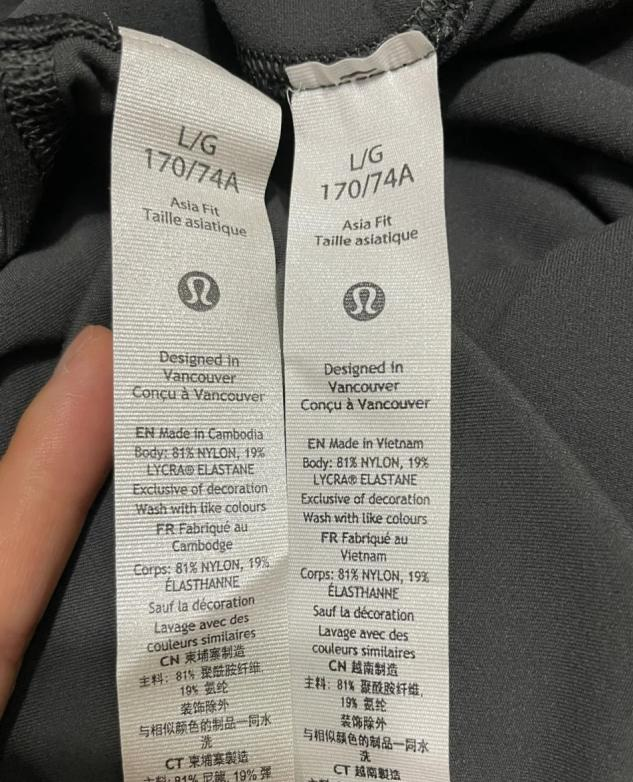 L/G
170/74A
Asia Fit
Taille asiatique
Designed in
Vancouver
Conçu à Vancouver
EN Made in Cambodia
Body: 81% NYLON, 19%
LYCRA® ELASTANE
Exclusive of decoration
Wash with like colours
FR Fabriqué au
Cambodge
Corps: 81% NYLON, 19%
ÉLASTHANNE
Sauf la décoration
Lavage avec des
couleurs similaires
CN 柬埔寨制造
主料: 81% 聚酰胺纤维,
19% 氨纶
装饰除外
与相似颜色的制品一同水
洗
CT 柬埔寨製造
主料: 81% 尼龍, 19% 彈
L/G
170/74A
Asia Fit
Taille asiatique
Designed in
Vancouver
Conçu à Vancouver
EN Made in Vietnam
Body: 81% NYLON, 19%
LYCRA® ELASTANE
Exclusive of decoration
Wash with like colours
FR Fabriqué au
Vietnam
Corps: 81% NYLON, 19%
ÉLASTHANNE
Sauf la décoration
Lavage avec des
couleurs similaires
CN 越南制造
主料: 81% 聚酰胺纤维,
19% 氨纶
装饰除外
与相似颜色的制品一同水
洗
CT 越南製造